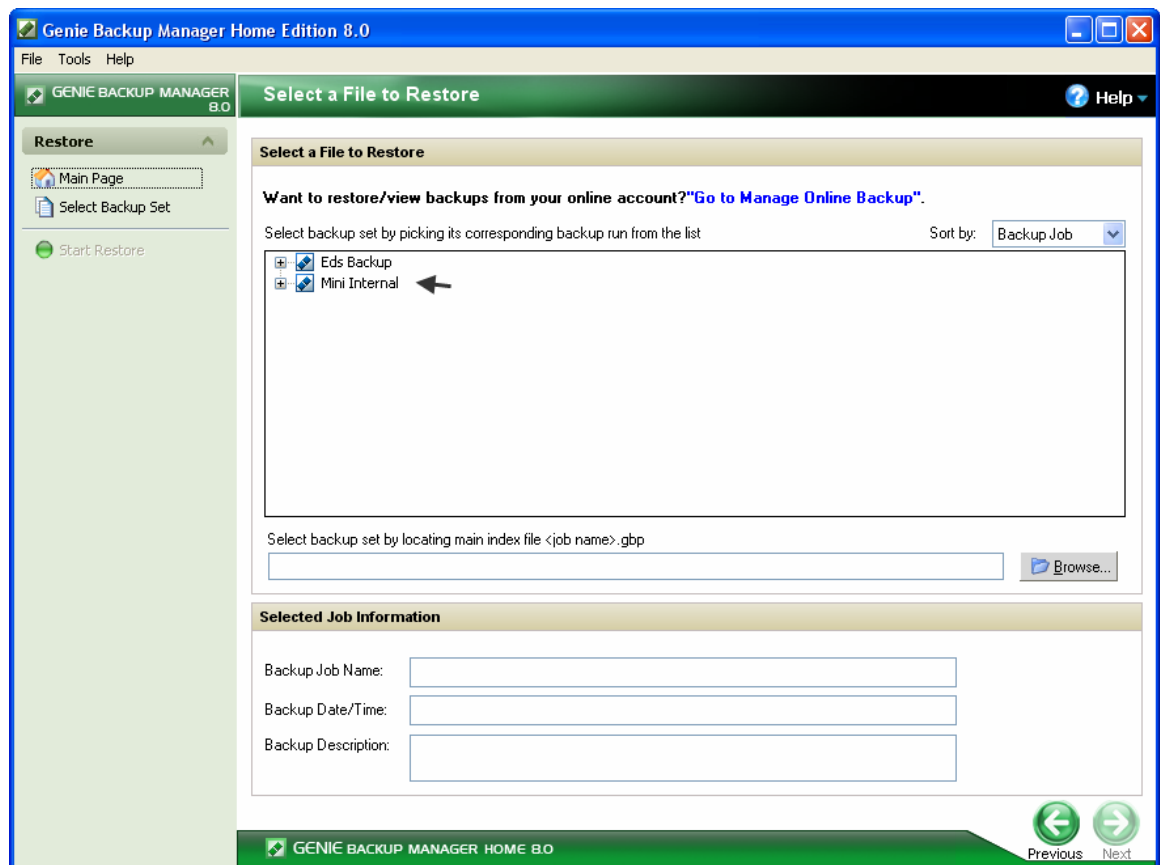 Genie Backup Manager Home Edition 8.0
File Tools Help
GENIE BACKUP MANAGER
8.0
Select a File to Restore
Help
Restore
Main Page
Select Backup Set
Start Restore
Select a File to Restore
Want to restore/view backups from your online account?"Go to Manage Online Backup".
Select backup set by picking its corresponding backup run from the list
Sort by: Backup Job
Eds Backup
Mini Internal
Select backup set by locating main index file <job name>.gbp
Browse...
Selected Job Information
Backup Job Name:
Backup Date/Time:
Backup Description:
GENIE BACKUP MANAGER HOME 8.0
Previous Next